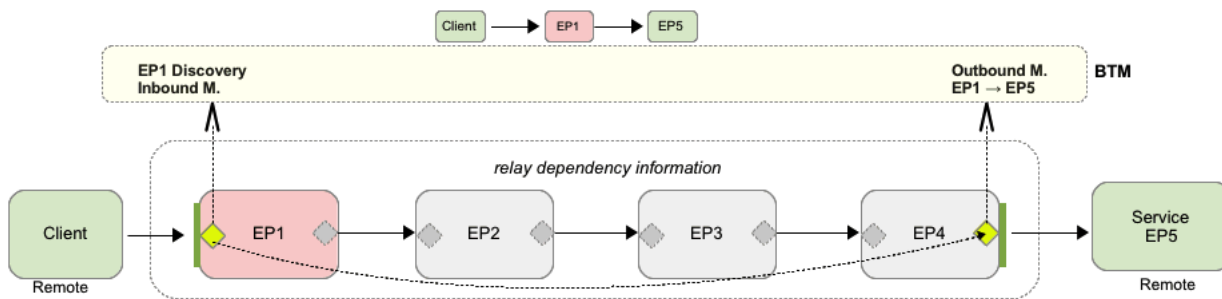 Client
EP1
EP5
EP1 Discovery
Inbound M.
Outbound M.
EP1 → EP5
BTM
relay dependency information
Client
EP1
EP2
EP3
EP4
Service
EP5
Remote
Remote